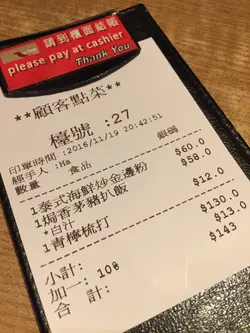 請到櫃面結賬
please pay at cashier
Thank You
**顧客點菜**
檯號 :27
印單時間 :2016/11/19 20:42:51
經手人 :Ha
數量 食品 銀碼
1泰式海鮮炒金邊粉 $60.0
1焗香茅豬扒飯 $58.0
*白汁
1青檸梳打 $12.0
小計: $130.0
加一: 10% $13.0
合 計: $143